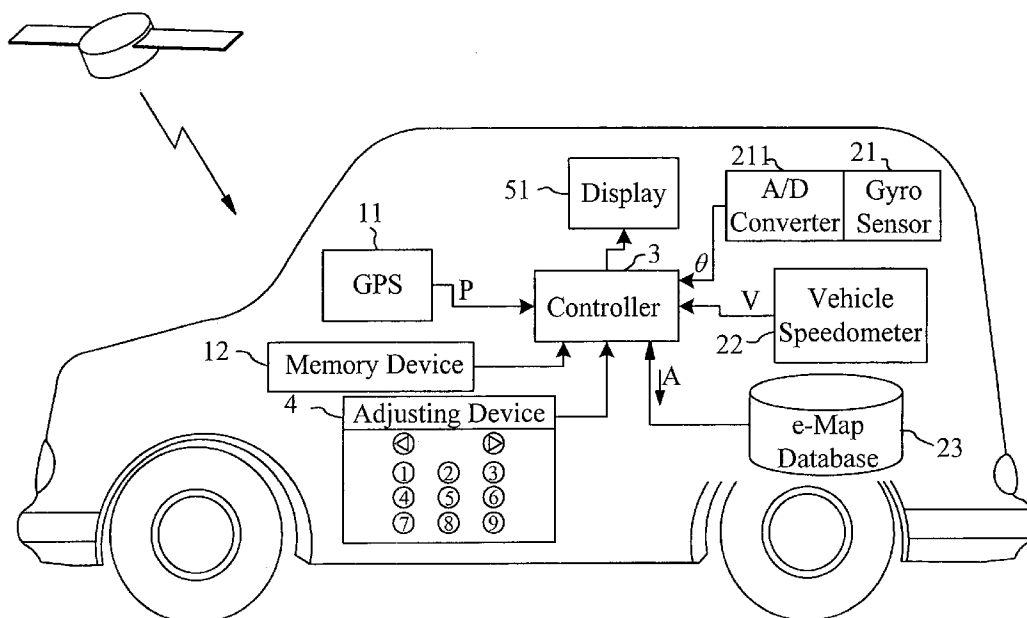 211
21
51
Display
A/D
Converter
Gyro
Sensor
11
3
θ
GPS
P
Controller
V
Vehicle
Speedometer
22
12
Memory Device
A
4
Adjusting Device
e-Map
Database
23
1 2 3
4 5 6
7 8 9